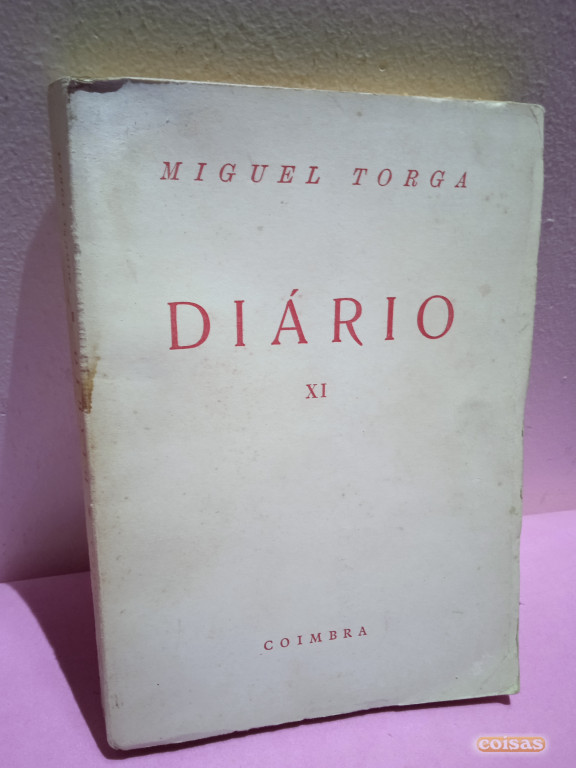 MIGUEL TORGA
DIÁRIO
XI
COIMBRA
coisas